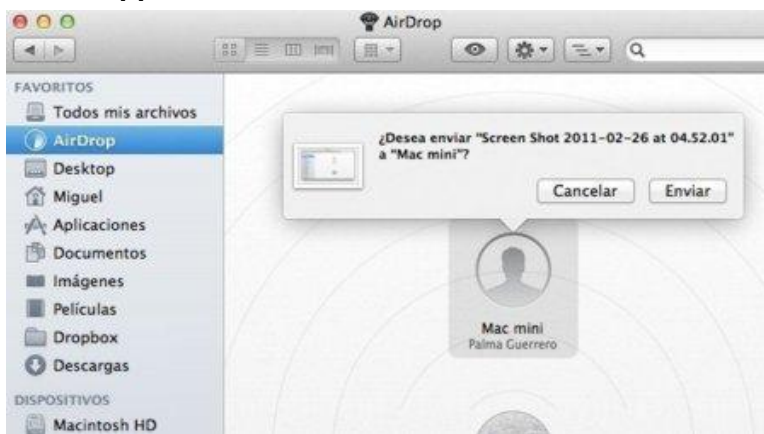 AirDrop
FAVORITOS
Todos mis archivos
AirDrop
Desktop
Miguel
Aplicaciones
Documentos
Imágenes
Películas
Dropbox
Descargas
DISPOSITIVOS
Macintosh HD
¿Desea enviar "Screen Shot 2011-02-26 at 04.52.01"
a "Mac mini"?
Cancelar Enviar
Mac mini
Palma Guerrero